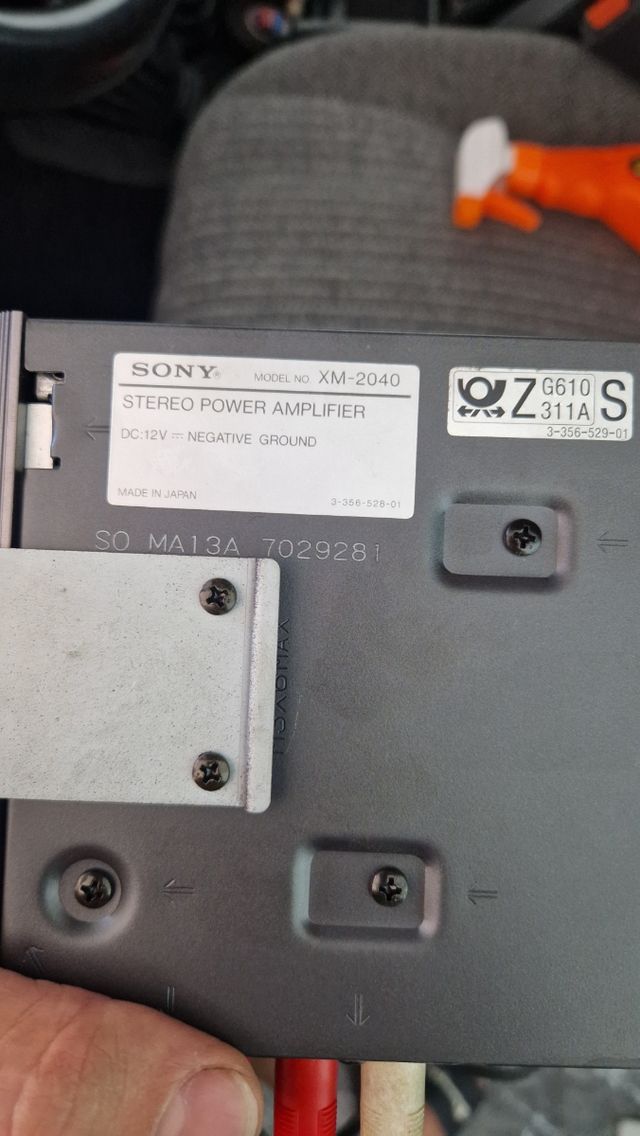 SONY®
MODEL NO. XM-2040
STEREO POWER AMPLIFIER
DC:12V ⎓ NEGATIVE GROUND
MADE IN JAPAN
3-356-528-01
Z G610
311A S
3-356-529-01
SO MA13A 7029281